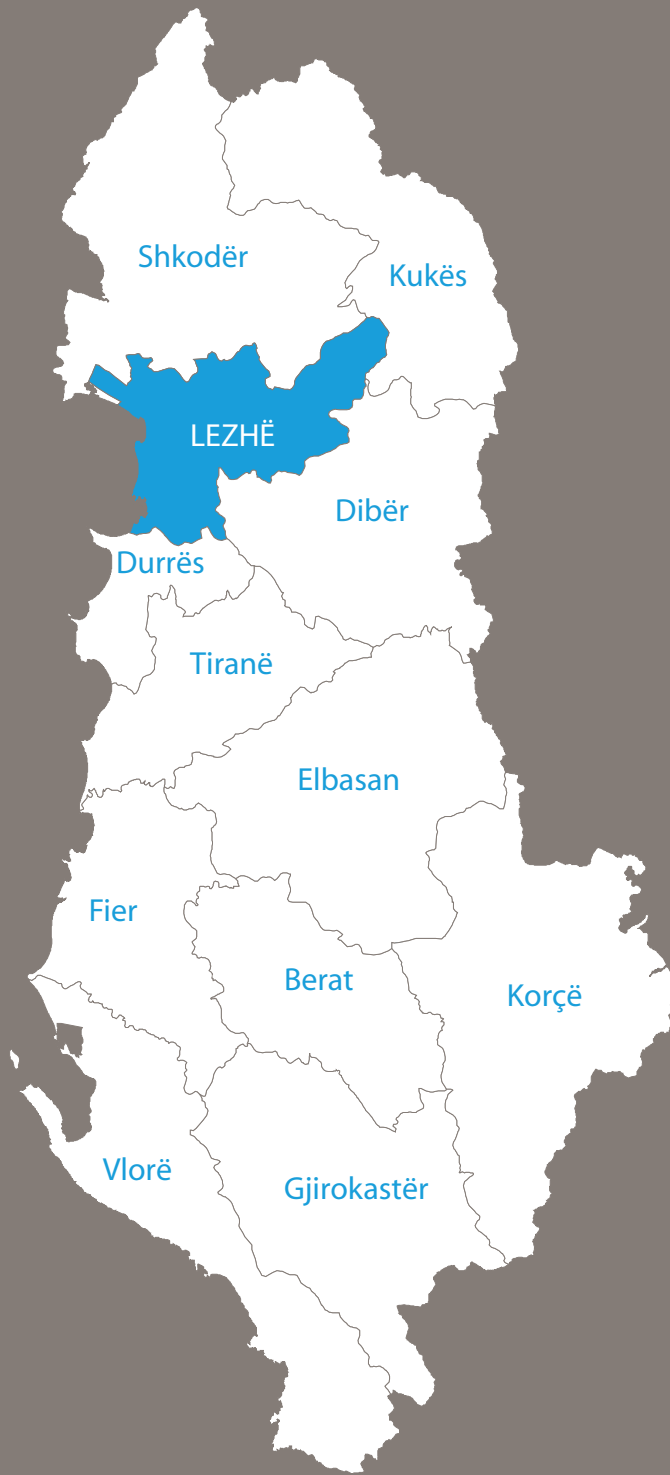 Shkodër
Kukës
LEZHË
Dibër
Durrës
Tiranë
Elbasan
Fier
Berat
Korçë
Vlorë
Gjirokastër